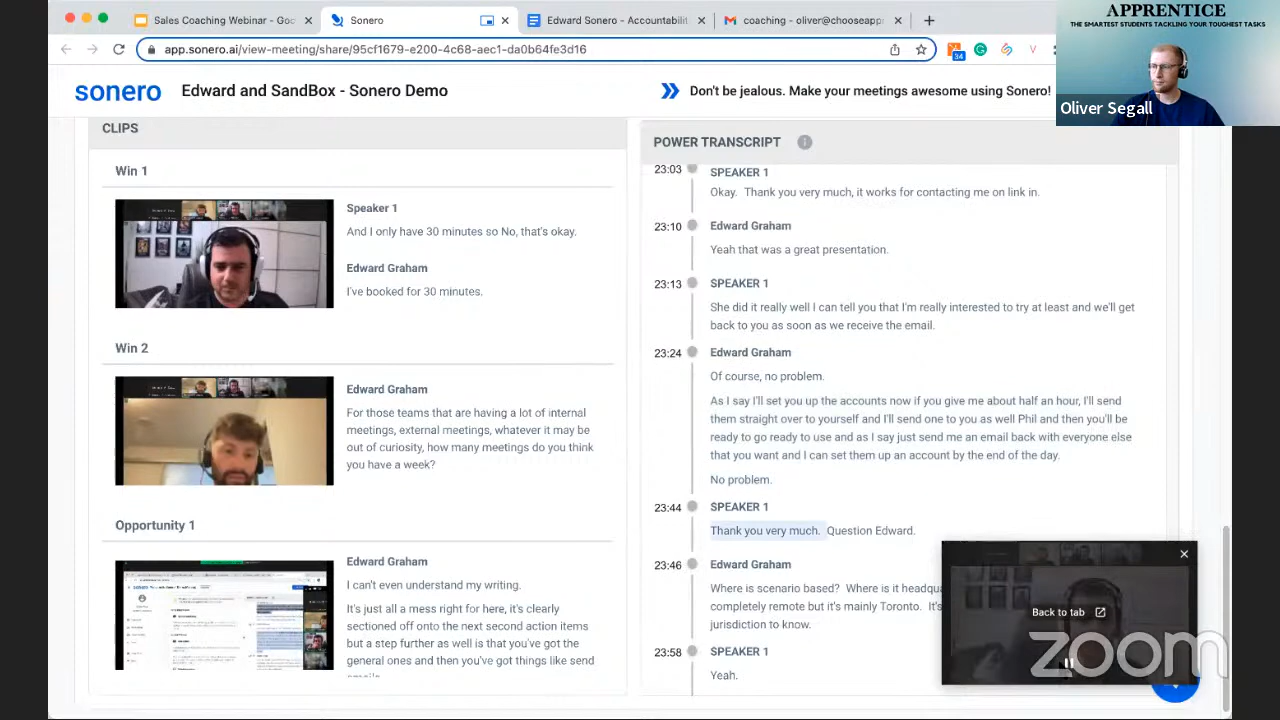 Sales Coaching Webinar - Goo
Sonero
Edward Sonero - Accountabilit
coaching - oliver@chooseappr
app.sonero.ai/view-meeting/share/95cf1679-e200-4c68-aec1-da0b64fe3d16
34
APPRENTICE
THE SMARTEST STUDENTS TACKLING YOUR TOUGHEST TASKS
Oliver Segall
sonero
Edward and SandBox - Sonero Demo
Don't be jealous. Make your meetings awesome using Sonero!
CLIPS
Win 1
Speaker 1
And I only have 30 minutes so No, that's okay.
Edward Graham
I've booked for 30 minutes.
Win 2
Edward Graham
For those teams that are having a lot of internal
meetings, external meetings, whatever it may be
out of curiosity, how many meetings do you think
you have a week?
Opportunity 1
Edward Graham
I can't even understand my writing.
It's just all a mess right for here, it's clearly
sectioned off onto the next second action items
but a step further as well is that you've got the
general ones and then you've got things like send
POWER TRANSCRIPT
23:03
SPEAKER 1
Okay. Thank you very much, it works for contacting me on link in.
23:10
Edward Graham
Yeah that was a great presentation.
23:13
SPEAKER 1
She did it really well I can tell you that I'm really interested to try at least and we'll get
back to you as soon as we receive the email.
23:24
Edward Graham
Of course, no problem.
As I say I'll set you up the accounts now if you give me about half an hour, I'll send
them straight over to yourself and I'll send one to you as well Phil and then you'll be
ready to go ready to use and as I say just send me an email back with everyone else
that you want and I can set them up an account by the end of the day.
No problem.
23:44
SPEAKER 1
Thank you very much. Question Edward.
23:46
Edward Graham
Where is scenario based? Where is it headqua
completely remote but it's mainly Toronto. It's
jurisdiction to know.
23:58
SPEAKER 1
Yeah.
Back to tab
zoom